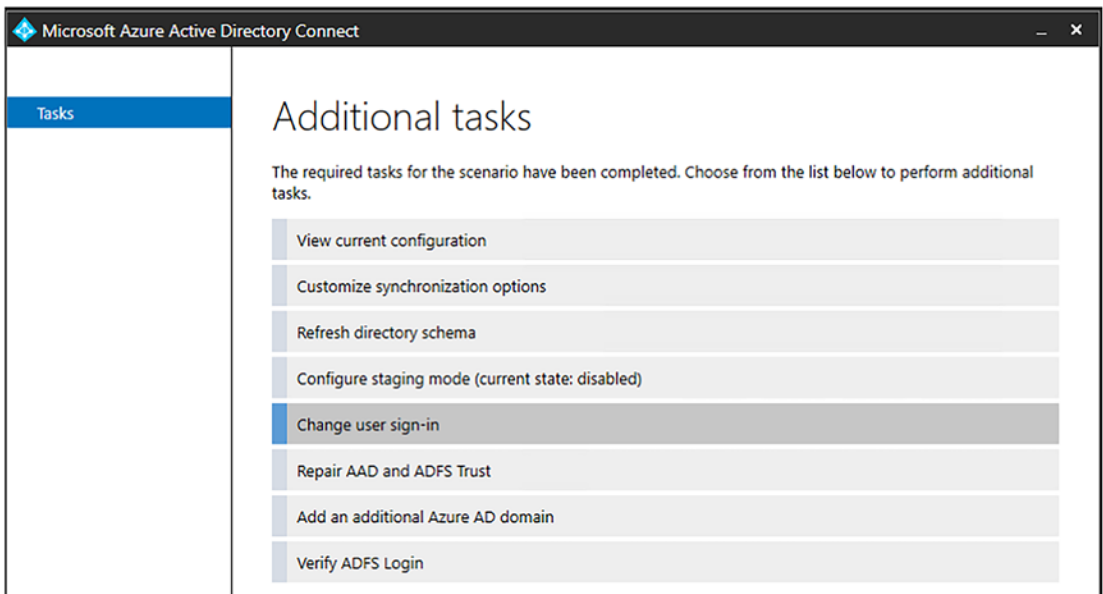 Microsoft Azure Active Directory Connect
Tasks
Additional tasks
The required tasks for the scenario have been completed. Choose from the list below to perform additional
tasks.
View current configuration
Customize synchronization options
Refresh directory schema
Configure staging mode (current state: disabled)
Change user sign-in
Repair AAD and ADFS Trust
Add an additional Azure AD domain
Verify ADFS Login